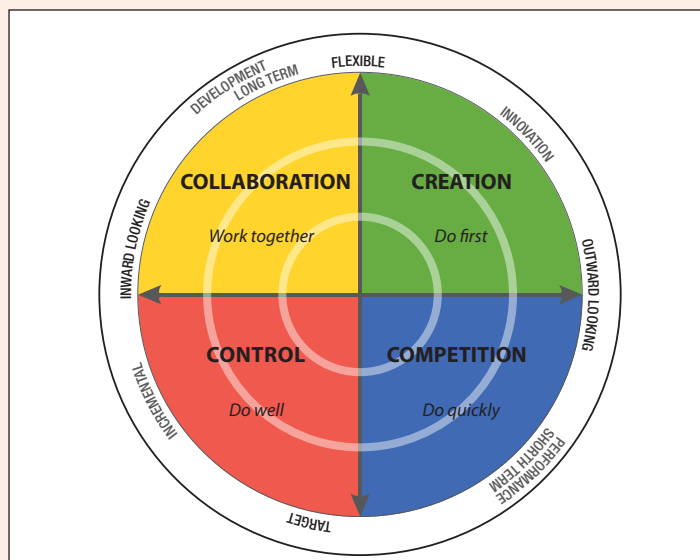 FLEXIBLE
DEVELOPMENT
LONG TERM
INNOVATION
COLLABORATION
CREATION
Work together
Do first
INWARD LOOKING
OUTWARD LOOKING
CONTROL
COMPETITION
Do well
Do quickly
INCREMENTAL
PERFORMANCE
SHORTH TERM
TARGET